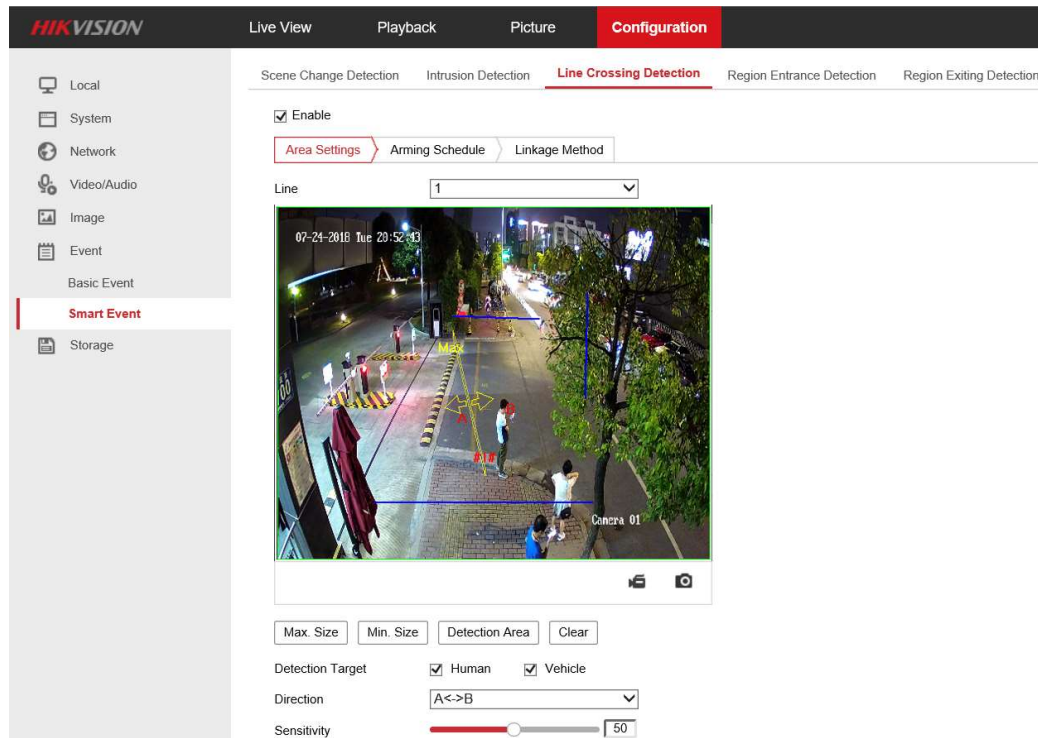 HIKVISION
Live View Playback Picture Configuration
Local
System
Network
Video/Audio
Image
Event
Basic Event
Smart Event
Storage
Scene Change Detection Intrusion Detection Line Crossing Detection Region Entrance Detection Region Exiting Detection
Enable
Area Settings Arming Schedule Linkage Method
Line 1
07-24-2018 Tue 20:52:43
Max
A
B
#1#
Camera 01
Max. Size Min. Size Detection Area Clear
Detection Target Human Vehicle
Direction A<->B
Sensitivity 50